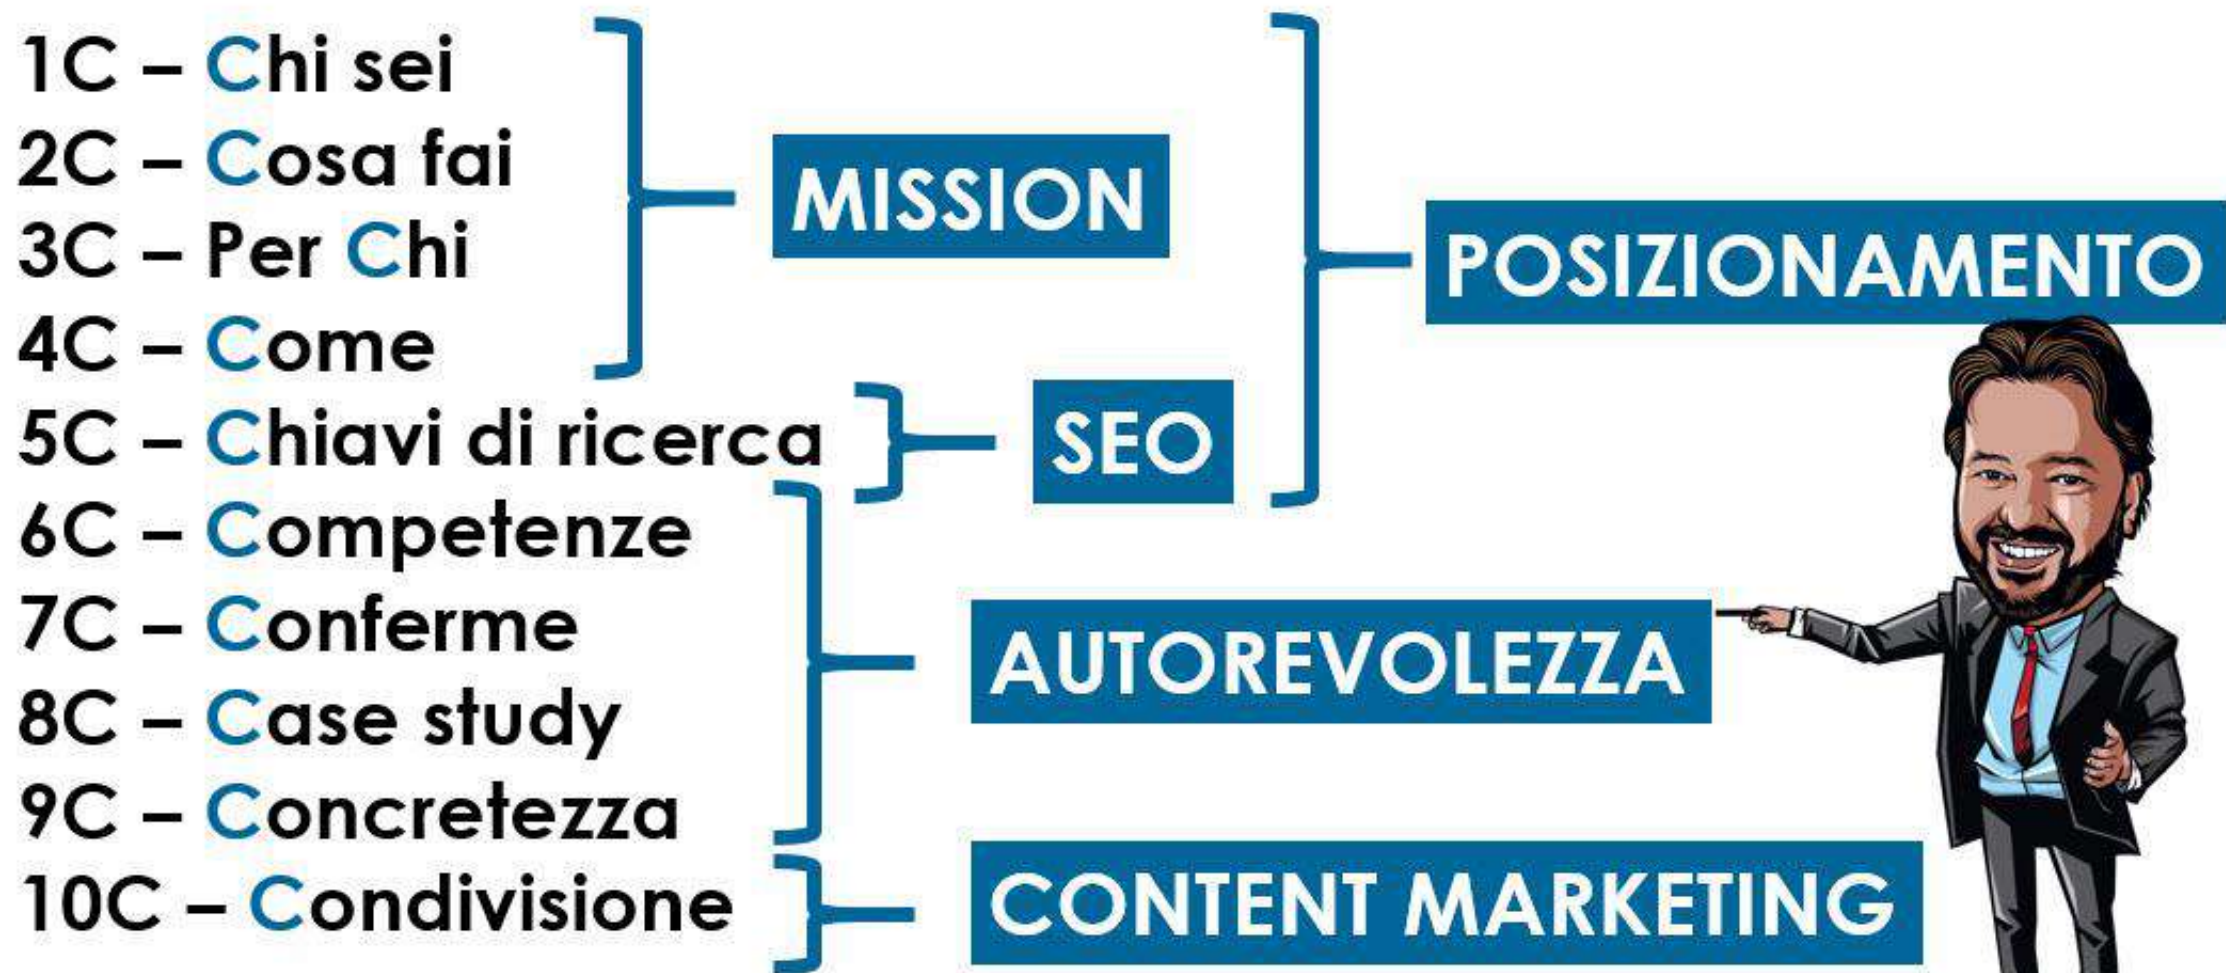 1C – Chi sei
2C – Cosa fai
3C – Per Chi
4C – Come
5C – Chiavi di ricerca
6C – Competenze
7C – Conferme
8C – Case study
9C – Concretezza
10C – Condivisione
MISSION
SEO
POSIZIONAMENTO
AUTOREVOLEZZA
CONTENT MARKETING